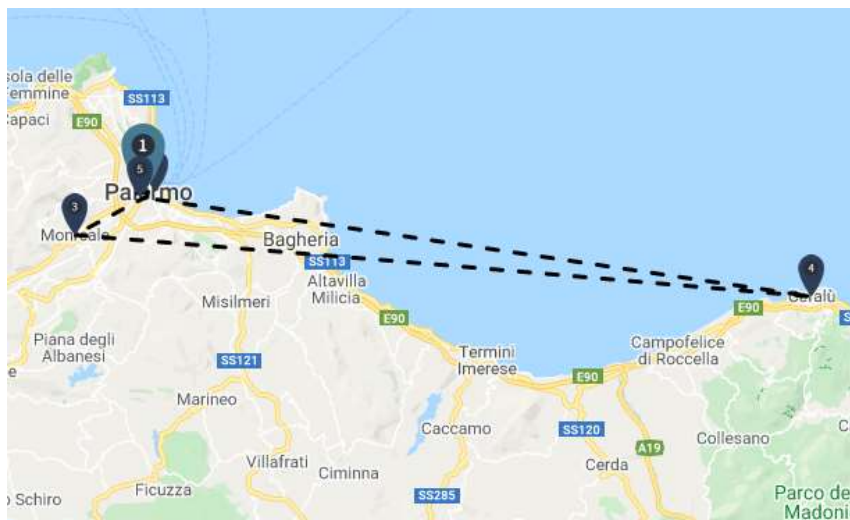 sola delle
Femmine
Capaci
SS113
E90
1
5
Palermo
3
Monreale
Bagheria
SS113
Altavilla
Milicia
Misilmeri
E90
4
Cefalù
E90
Piana degli
Albanesi
SS121
Termini
Imerese
Campofelice
di Roccella
E90
Marineo
Caccamo
SS120
A19
Collesano
Villafrati
Ciminna
Cerda
Ficuzza
o Schiro
SS285
Parco de
Madoni